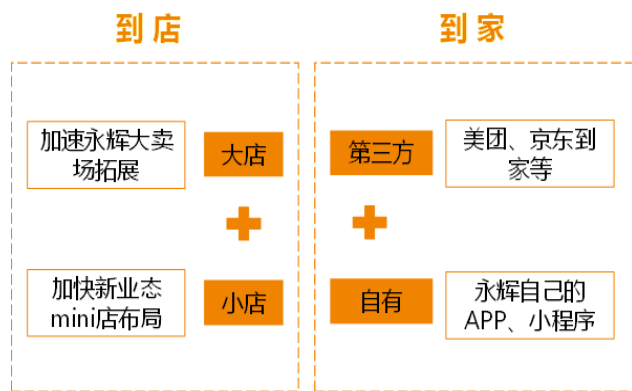 到店
到家
加速永辉大卖
场拓展
大店
第三方
美团、京东到
家等
加快新业态
mini店布局
小店
自有
永辉自己的
APP、小程序